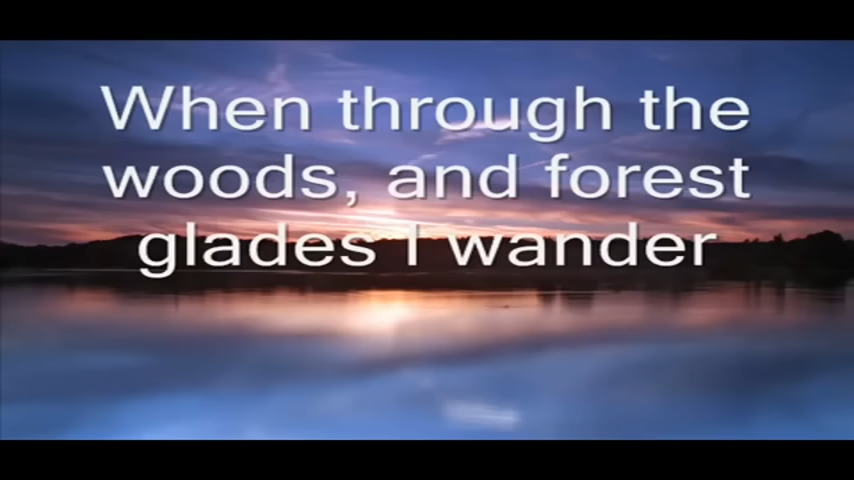 When through the
woods, and forest
glades I wander